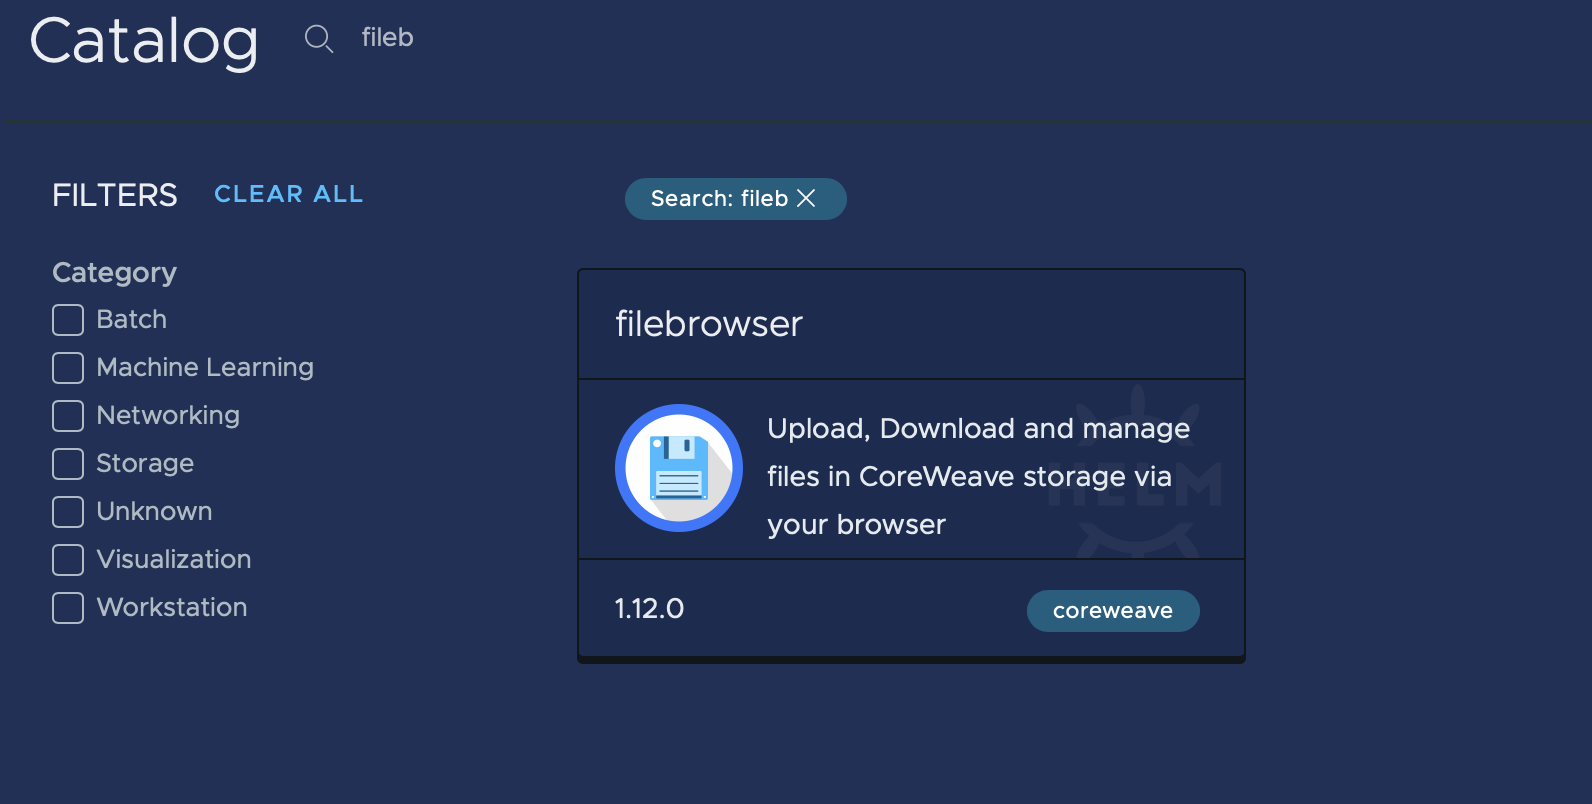 Catalog
fileb
FILTERS
CLEAR ALL
Search: fileb
Category
Batch
Machine Learning
Networking
Storage
Unknown
Visualization
Workstation
filebrowser
Upload, Download and manage
files in CoreWeave storage via
your browser
HELM
1.12.0
coreweave